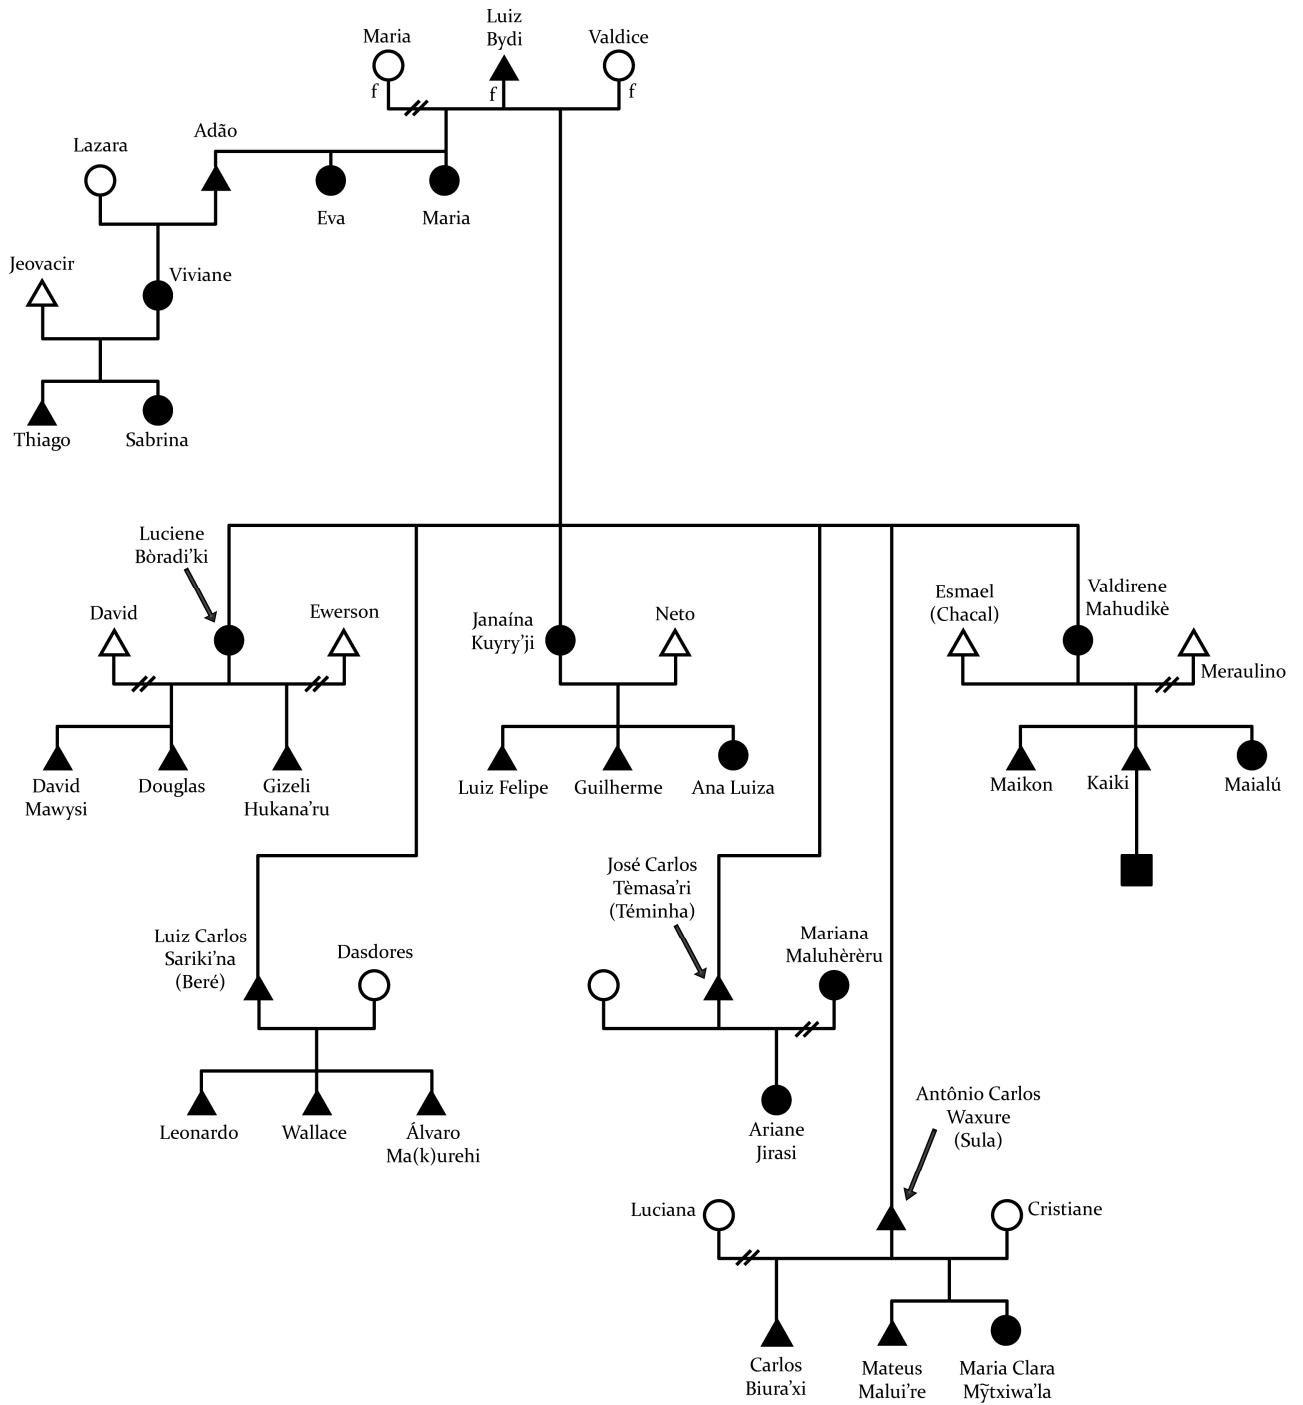 Maria
Luiz
Bydi
Valdice
f
f
f
Adão
Lazara
Eva
Maria
Jeovacir
Viviane
Thiago
Sabrina
Luciene
Bòradi’ki
David
Ewerson
Janaína
Kuyry’ji
Neto
Esmael
(Chacal)
Valdirene
Mahudikè
Meraulino
David
Mawysi
Douglas
Gizeli
Hukana’ru
Luiz Felipe
Guilherme
Ana Luiza
Maikon
Kaiki
Maialú
José Carlos
Tèmasa’ri
(Téminha)
Luiz Carlos
Sariki’na
(Beré)
Dasdores
Mariana
Maluhèrèru
Leonardo
Wallace
Álvaro
Ma(k)urehi
Ariane
Jirasi
Antônio Carlos
Waxure
(Sula)
Luciana
Cristiane
Carlos
Biura’xi
Mateus
Malui’re
Maria Clara
Mỹtxiwa’la